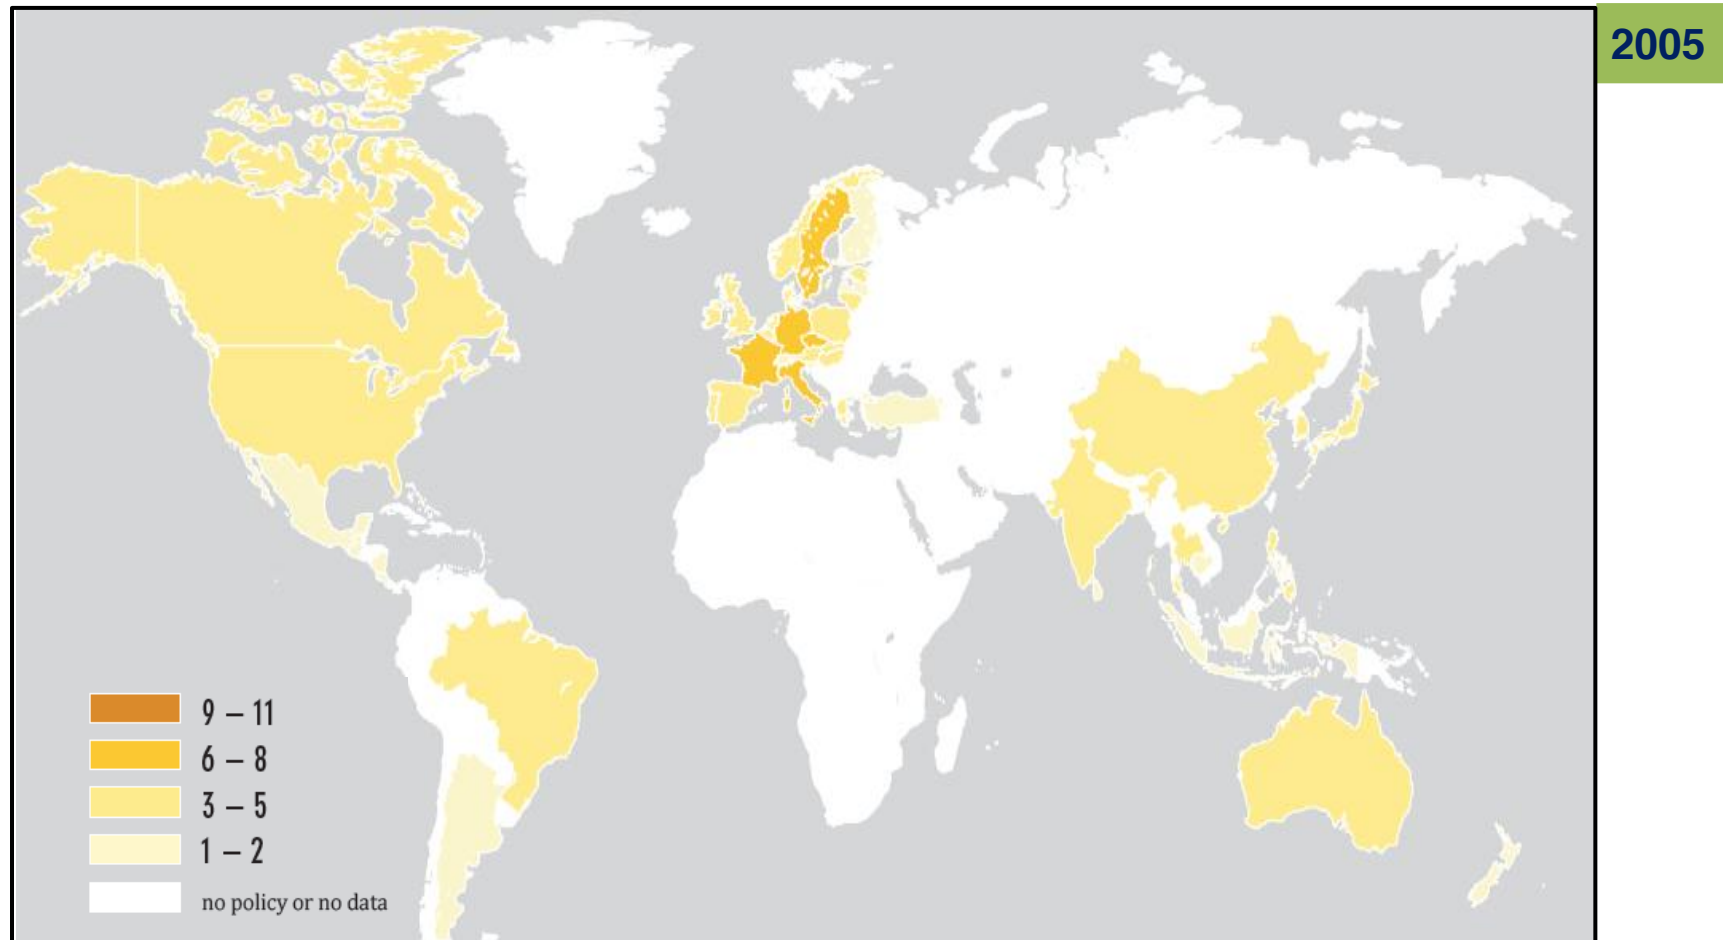 2005
9 – 11
6 – 8
3 – 5
1 – 2
no policy or no data